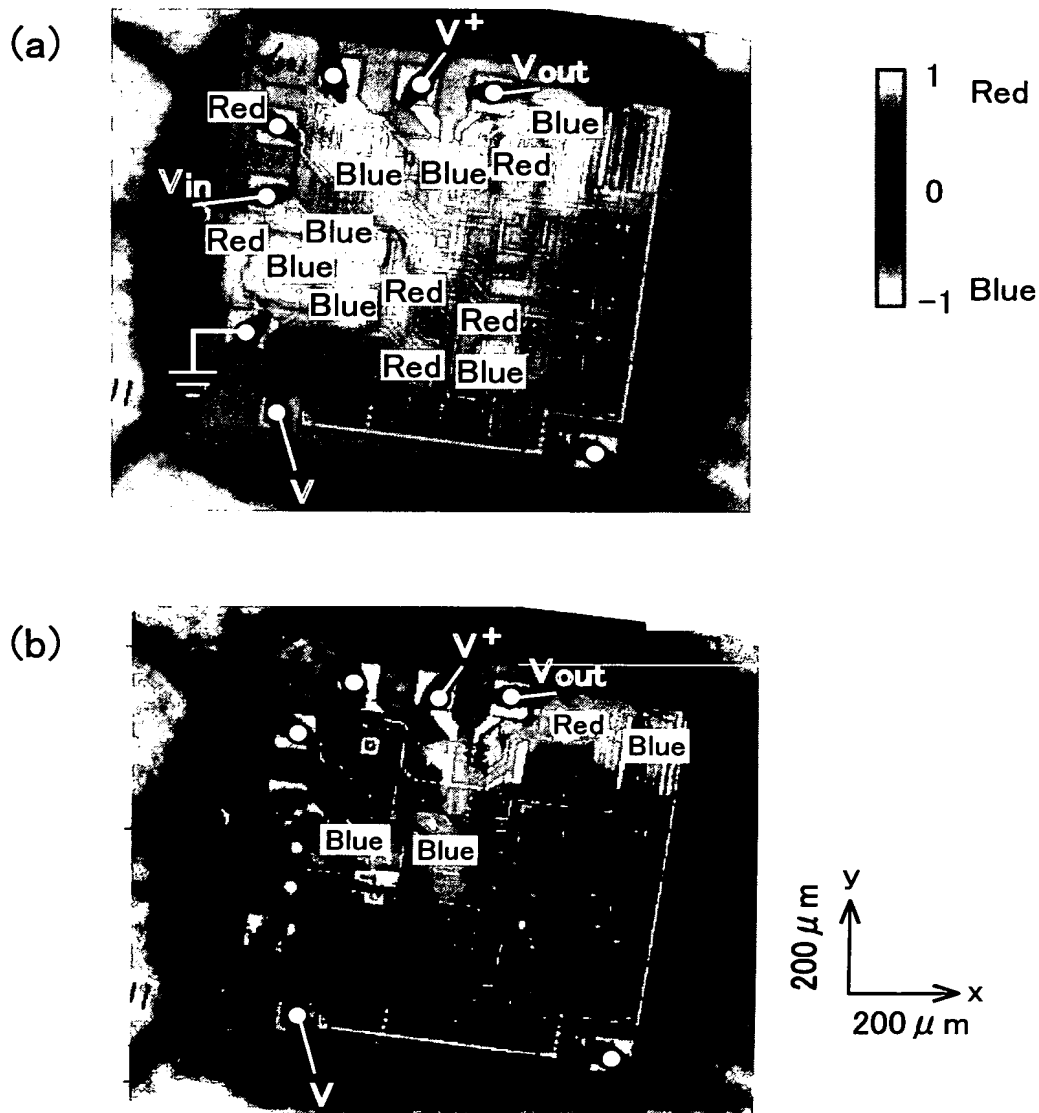 (a)
V+
Vout
Red
Blue
Blue
Blue
Red
Vin
Red
Blue
Blue
Blue
Red
Red
Red
Blue
V
1
Red
0
-1
Blue
(b)
V+
Vout
Red
Blue
Blue
Blue
V
200 μm
y
x
200 μm